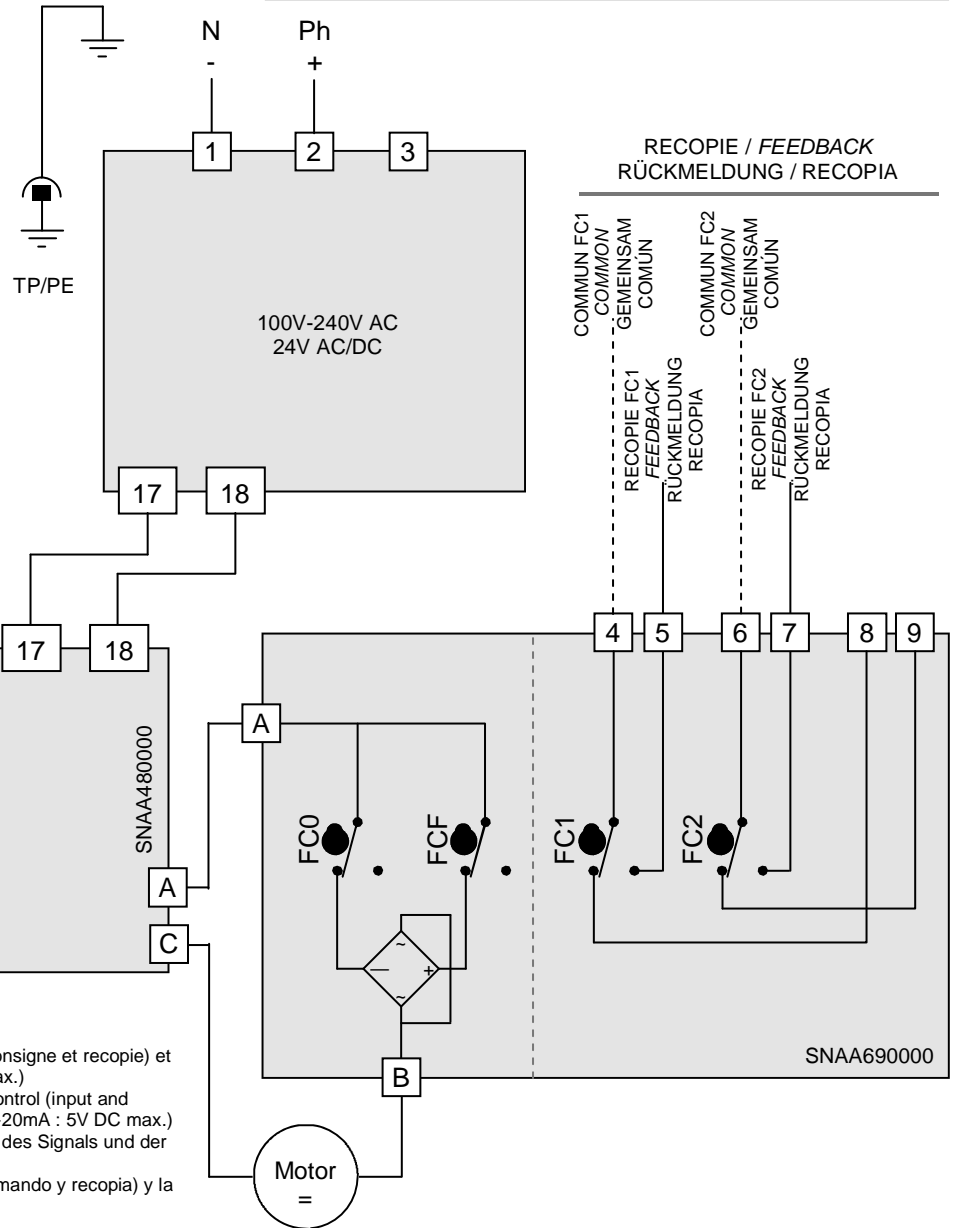 N
Ph
-
+
1
2
3
RECOPIE / FEEDBACK
RÜCKMELDUNG / RECOPIA
TP/PE
100V-240V AC
24V AC/DC
COMMUN FC1
COMMON
GEMEINSAM
COMÚN
COMMUN FC2
COMMON
GEMEINSAM
COMÚN
RECOPIE FC1
FEEDBACK
RÜCKMELDUNG
RECOPIA
RECOPIE FC2
FEEDBACK
RÜCKMELDUNG
RECOPIA
17
18
17
18
4
5
6
7
8
9
SNAA480000
A
A
C
FC0
FCF
FC1
FC2
~
—
+
~
B
SNAA690000
onsigne et recopie) et
ax.)
ontrol (input and
-20mA : 5V DC max.)
des Signals und der
mando y recopia) y la
Motor
=